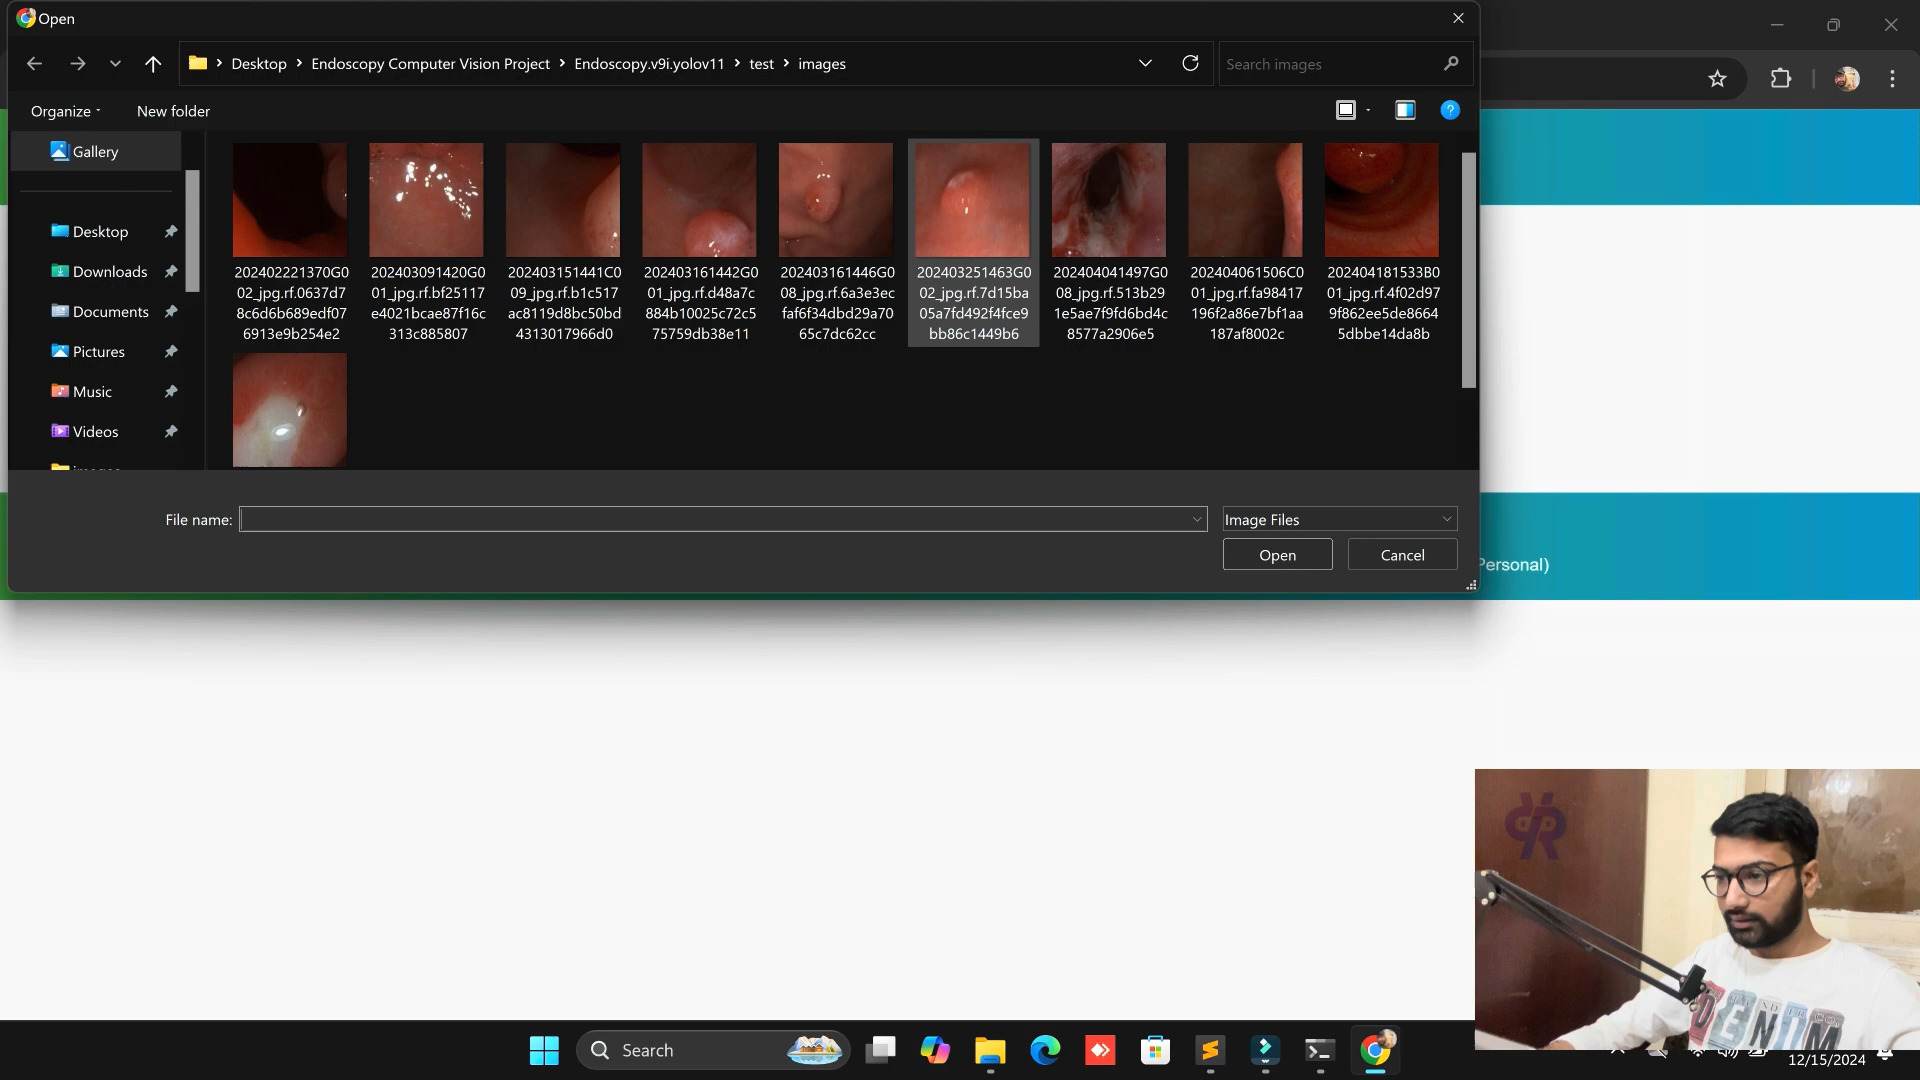 Open
Desktop > Endoscopy Computer Vision Project > Endoscopy.v9i.yolov11 > test > images
Search images
Organize
New folder
Gallery
Desktop
Downloads
Documents
Pictures
Music
Videos
202402221370G0
02_jpg.rf.0637d7
8c6d6b689edf07
6913e9b254e2
202403091420G0
01_jpg.rf.bf25117
e4021bcae87f16c
313c885807
202403151441C0
09_jpg.rf.b1c517
ac8119d8bc50bd
4313017966d0
202403161442G0
01_jpg.rf.d48a7c
884b10025c72c5
75759db38e11
202403161446G0
08_jpg.rf.6a3e3ec
faf6f34dbd29a70
65c7dc62cc
202403251463G0
02_jpg.rf.7d15ba
05a7fd492f4fce9
bb86c1449b6
202404041497G0
08_jpg.rf.513b29
1e5ae7f9fd6bd4c
8577a2906e5
202404061506C0
01_jpg.rf.fa98417
196f2a86e7bf1aa
187af8002c
202404181533B0
01_jpg.rf.4f02d97
9f862ee5de8664
5dbbe14da8b
File name:
Image Files
Open
Cancel
Personal)
DENIM
Search
12/15/2024